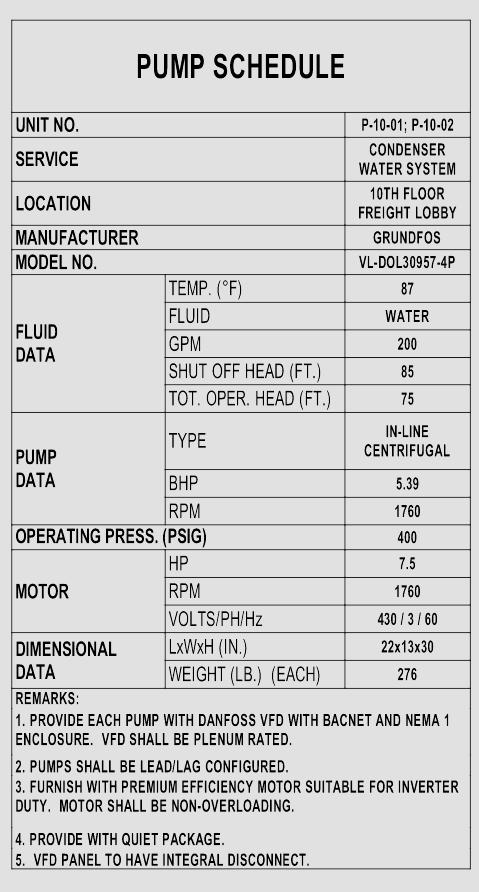 PUMP SCHEDULE
UNIT NO. P-10-01; P-10-02
SERVICE CONDENSER
WATER SYSTEM
LOCATION 10TH FLOOR
FREIGHT LOBBY
MANUFACTURER GRUNDFOS
MODEL NO. VL-DOL30957-4P
FLUID
DATA
TEMP. (°F) 87
FLUID WATER
GPM 200
SHUT OFF HEAD (FT.) 85
TOT. OPER. HEAD (FT.) 75
PUMP
DATA
TYPE IN-LINE
CENTRIFUGAL
BHP 5.39
RPM 1760
OPERATING PRESS. (PSIG) 400
MOTOR
HP 7.5
RPM 1760
VOLTS/PH/Hz 430 / 3 / 60
DIMENSIONAL
DATA
LxWxH (IN.) 22x13x30
WEIGHT (LB.) (EACH) 276
REMARKS:
1. PROVIDE EACH PUMP WITH DANFOSS VFD WITH BACNET AND NEMA 1
ENCLOSURE. VFD SHALL BE PLENUM RATED.
2. PUMPS SHALL BE LEAD/LAG CONFIGURED.
3. FURNISH WITH PREMIUM EFFICIENCY MOTOR SUITABLE FOR INVERTER
DUTY. MOTOR SHALL BE NON-OVERLOADING.
4. PROVIDE WITH QUIET PACKAGE.
5. VFD PANEL TO HAVE INTEGRAL DISCONNECT.